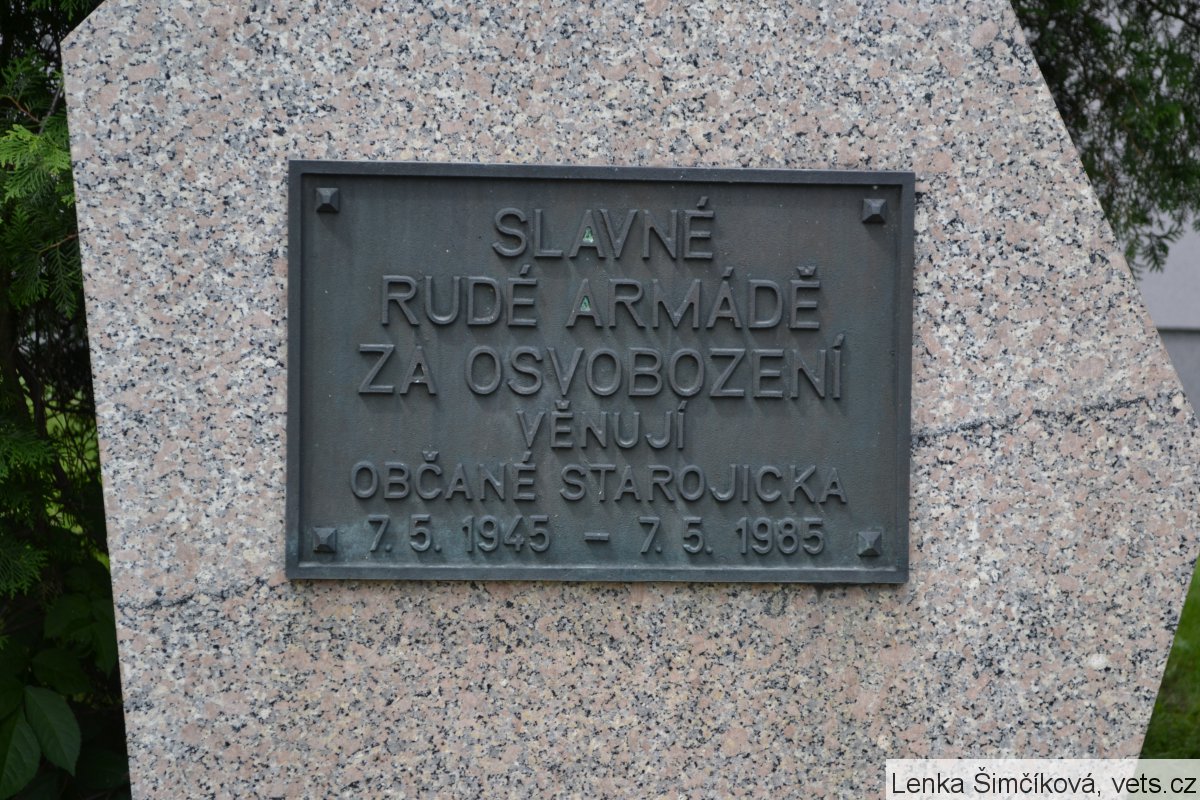 SLAVNÉ
RUDÉ ARMÁDĚ
ZA OSVOBOZENÍ
VĚNUJÍ
OBČANÉ STAROJICKA
7. 5. 1945 – 7. 5. 1985
Lenka Šimčíková, vets.cz